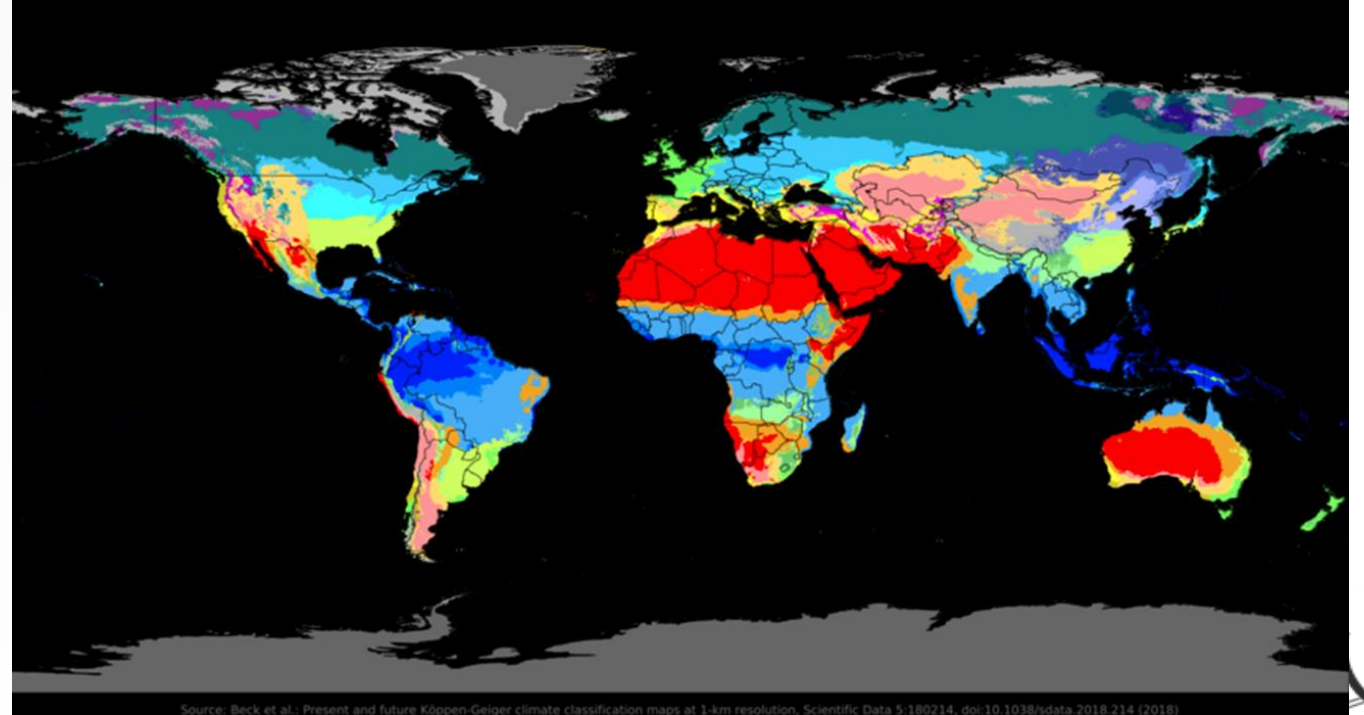 Source: Beck et al.: Present and future Köppen-Geiger climate classification maps at 1-km resolution, Scientific Data 5:180214, doi:10.1038/sdata.2018.214 (2018)